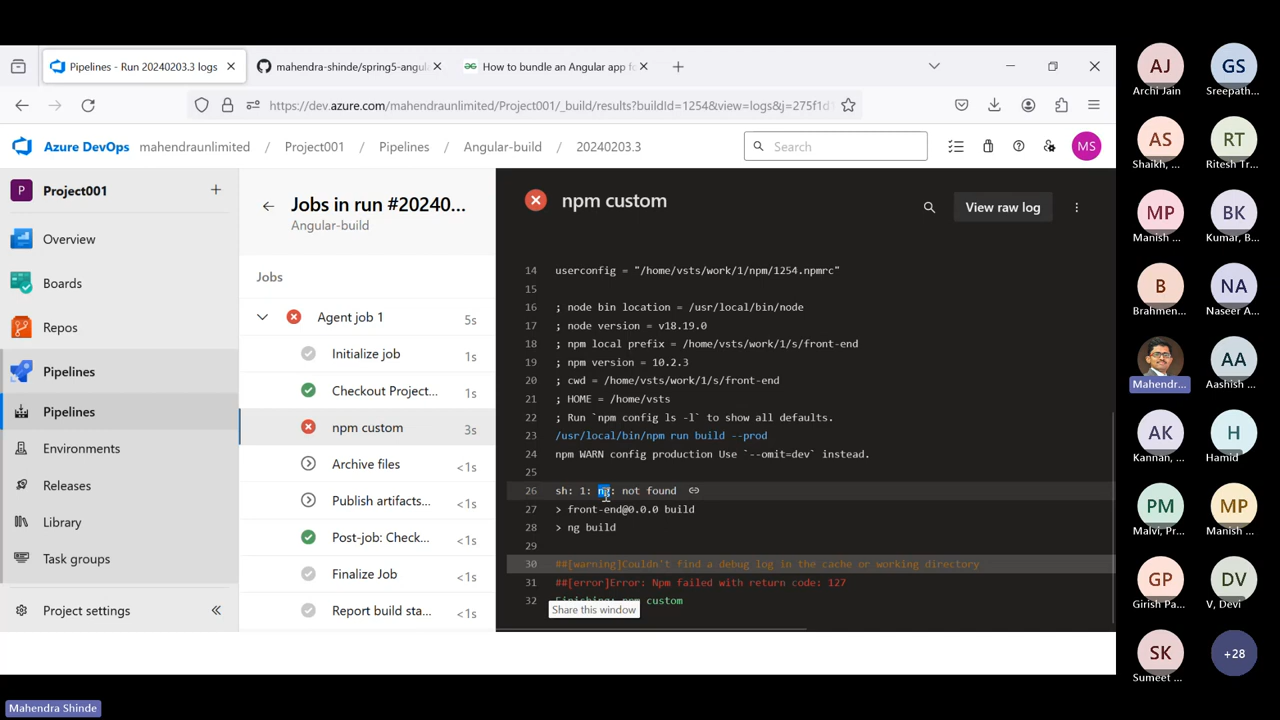 Pipelines - Run 20240203.3 logs
mahendra-shinde/spring5-angula
How to bundle an Angular app fo
https://dev.azure.com/mahendraunlimited/Project001/_build/results?buildId=1254&view=logs&j=275f1d
Azure DevOps
mahendraunlimited / Project001 / Pipelines / Angular-build / 20240203.3
Search
MS
P
Project001
Overview
Boards
Repos
Pipelines
Pipelines
Environments
Releases
Library
Task groups
Project settings
Jobs in run #20240...
Angular-build
Jobs
Agent job 1 5s
Initialize job 1s
Checkout Project... 1s
npm custom 3s
Archive files <1s
Publish artifacts... <1s
Post-job: Check... <1s
Finalize Job <1s
Report build sta... <1s
npm custom
View raw log
14 userconfig = "/home/vsts/work/1/npm/1254.npmrc"
15
16 ; node bin location = /usr/local/bin/node
17 ; node version = v18.19.0
18 ; npm local prefix = /home/vsts/work/1/s/front-end
19 ; npm version = 10.2.3
20 ; cwd = /home/vsts/work/1/s/front-end
21 ; HOME = /home/vsts
22 ; Run `npm config ls -l` to show all defaults.
23 /usr/local/bin/npm run build --prod
24 npm WARN config production Use `--omit=dev` instead.
25
26 sh: 1: ng: not found
27 > front-end@0.0.0 build
28 > ng build
29
30 ##[warning]Couldn't find a debug log in the cache or working directory
31 ##[error]Error: Npm failed with return code: 127
32 Finishing: npm custom
Share this window
AJ
Archi Jain
GS
Sreepath...
AS
Shaikh, ...
RT
Ritesh Tr...
MP
Manish ...
BK
Kumar, B...
B
Brahmen...
NA
Naseer A...
Mahendr...
AA
Aashish ...
AK
Kannan, ...
H
Hamid
PM
Malvi, Pr...
MP
Manish ...
GP
Girish Pa...
DV
V, Devi
SK
Sumeet ...
+28
Mahendra Shinde